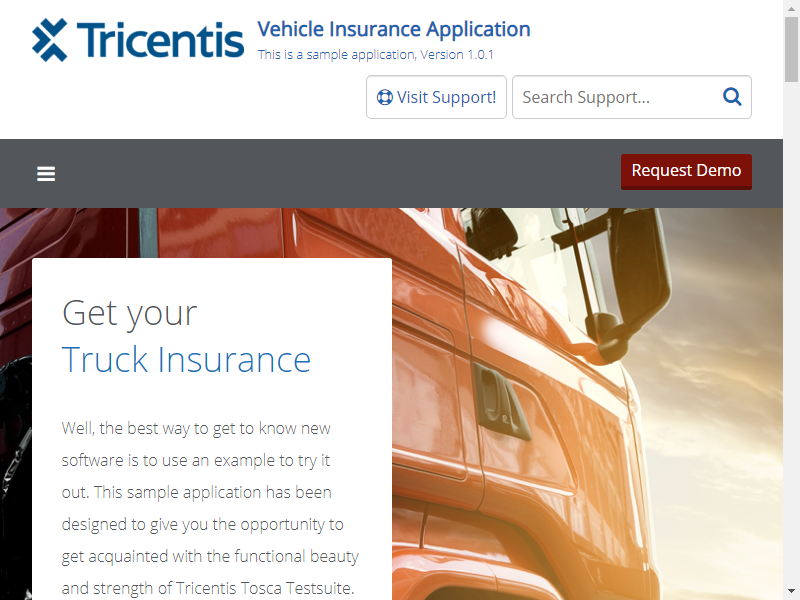 Tricentis
Vehicle Insurance Application
This is a sample application, Version 1.0.1
Visit Support!
Search Support...
Request Demo
Get your
Truck Insurance
Well, the best way to get to know new
software is to use an example to try it
out. This sample application has been
designed to give you the opportunity to
get acquainted with the functional beauty
and strength of Tricentis Tosca Testsuite.